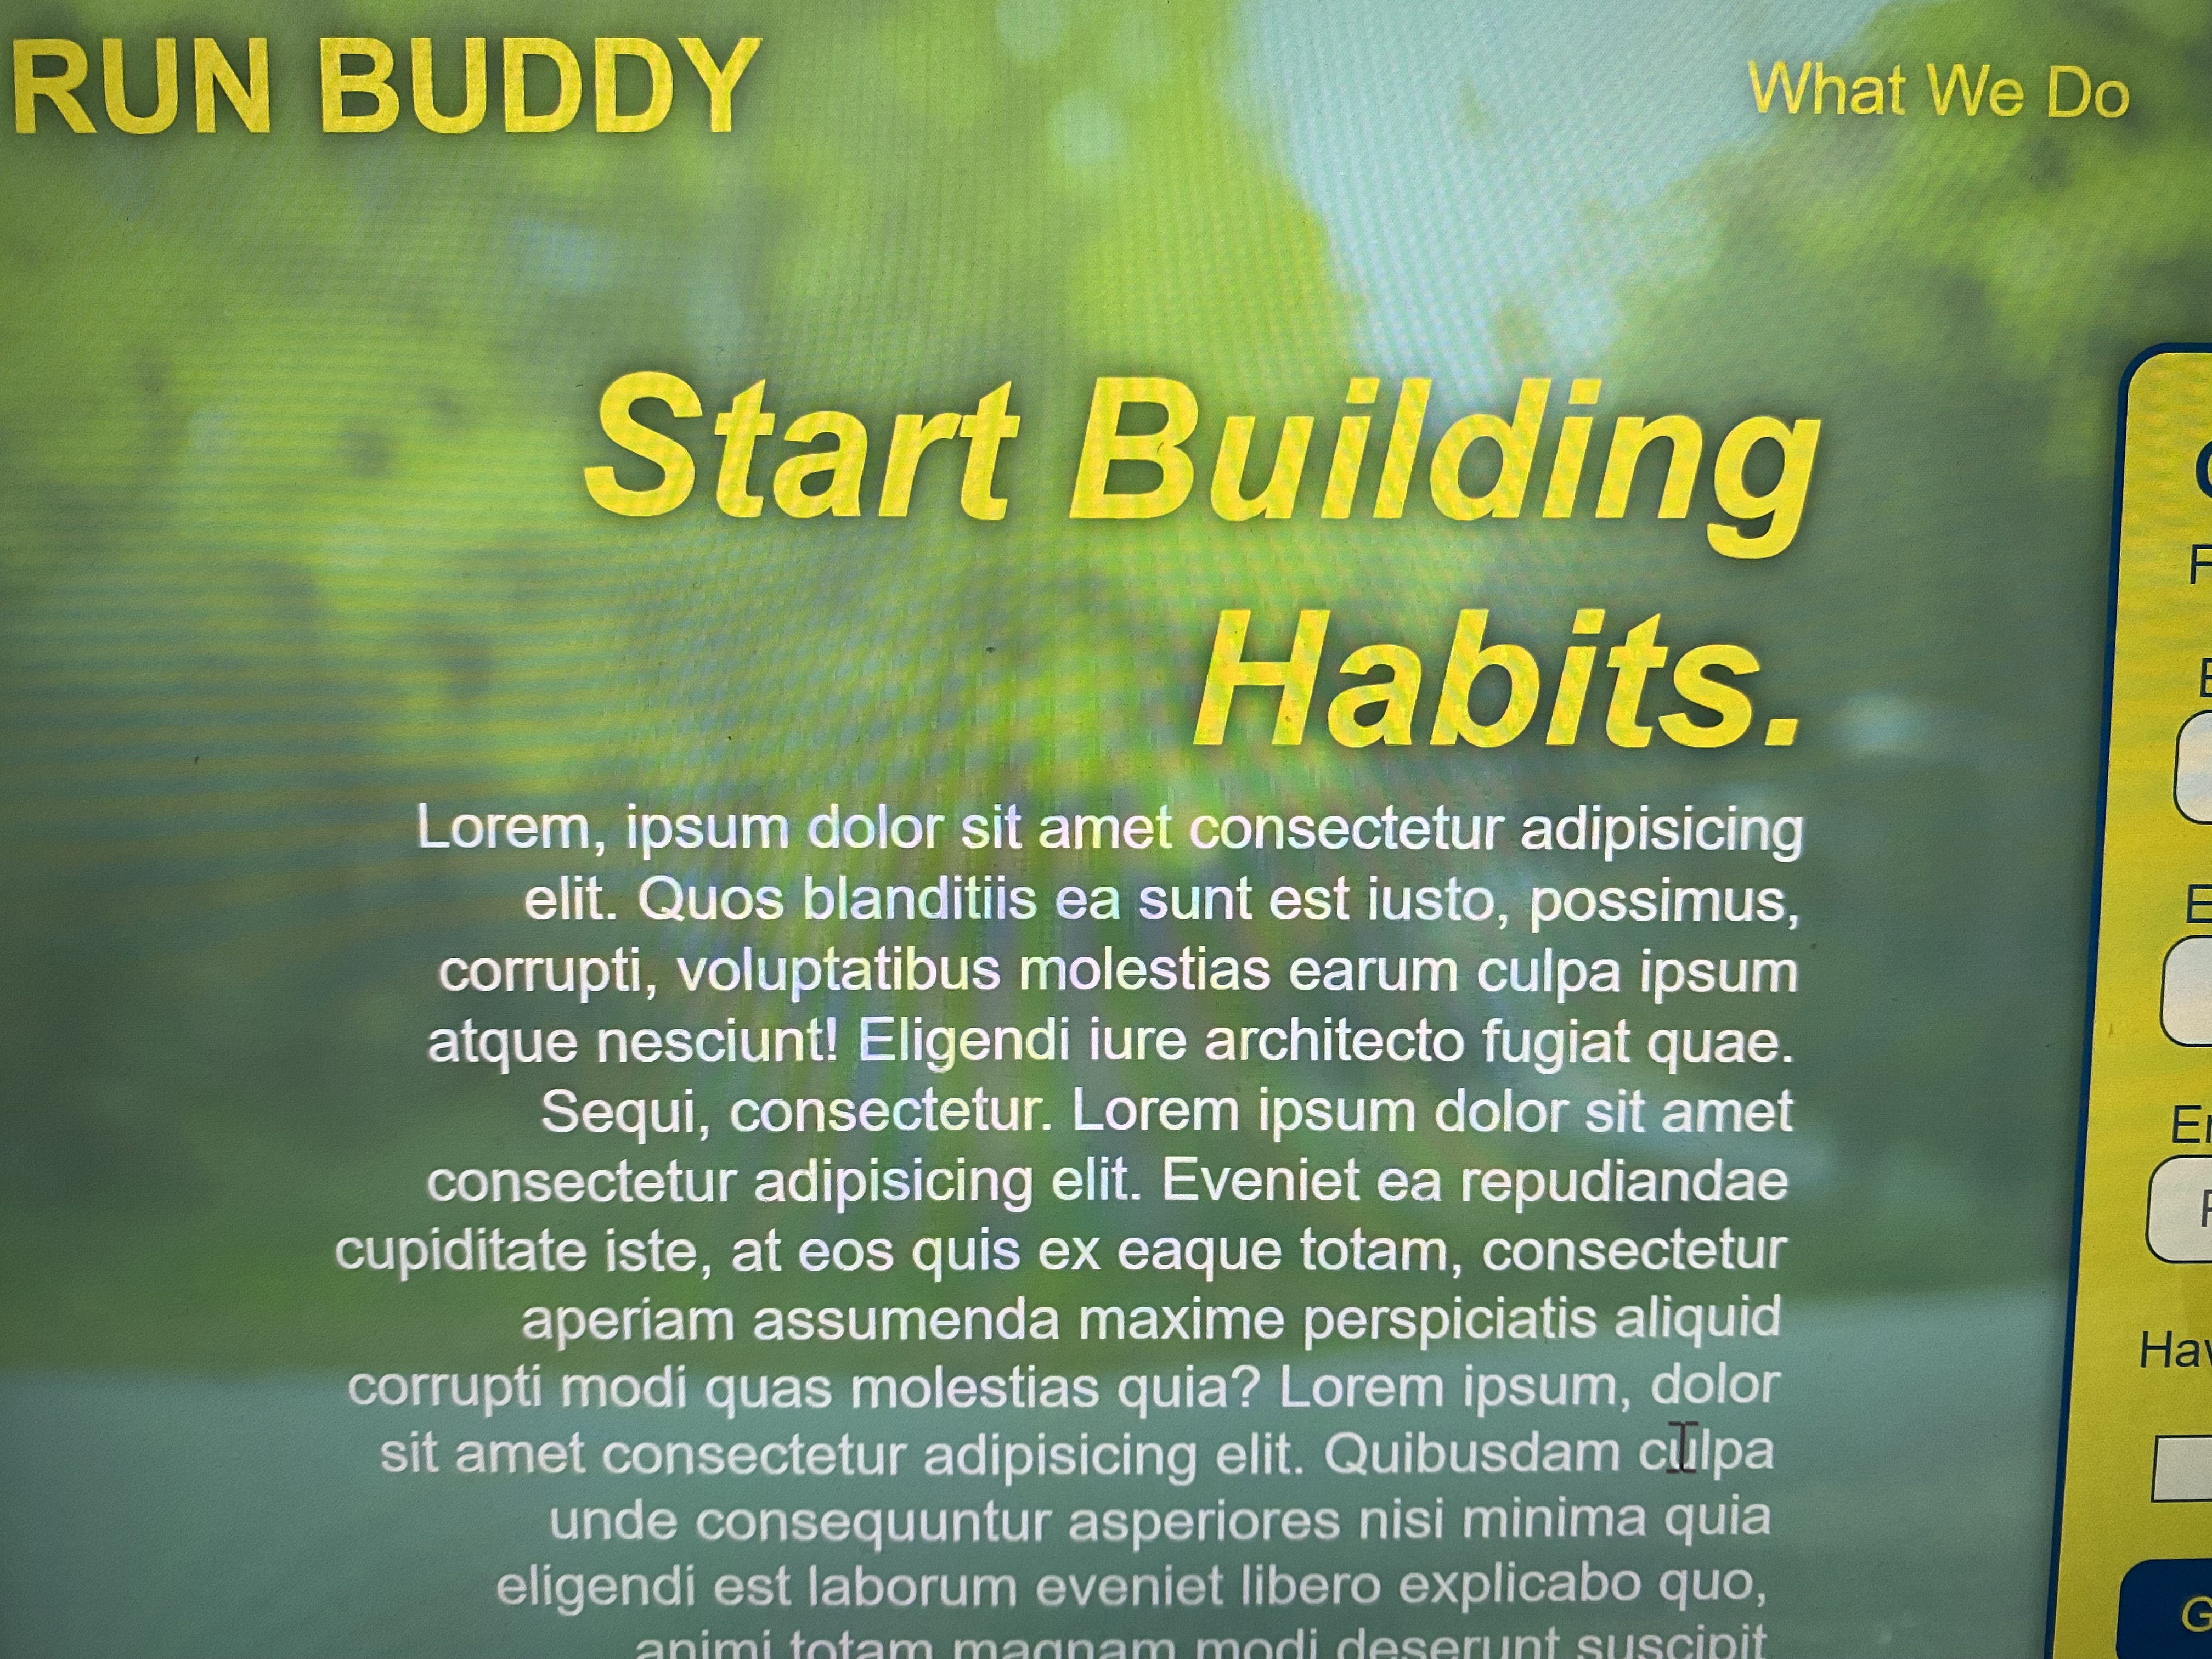 RUN BUDDY
What We Do
Start Building
Habits.
Lorem, ipsum dolor sit amet consectetur adipisicing
elit. Quos blanditiis ea sunt est iusto, possimus,
corrupti, voluptatibus molestias earum culpa ipsum
atque nesciunt! Eligendi iure architecto fugiat quae.
Sequi, consectetur. Lorem ipsum dolor sit amet
consectetur adipisicing elit. Eveniet ea repudiandae
cupiditate iste, at eos quis ex eaque totam, consectetur
aperiam assumenda maxime perspiciatis aliquid
corrupti modi quas molestias quia? Lorem ipsum, dolor
sit amet consectetur adipisicing elit. Quibusdam culpa
unde consequuntur asperiores nisi minima quia
eligendi est laborum eveniet libero explicabo quo,
animi totam magnam modi deserunt suscipit